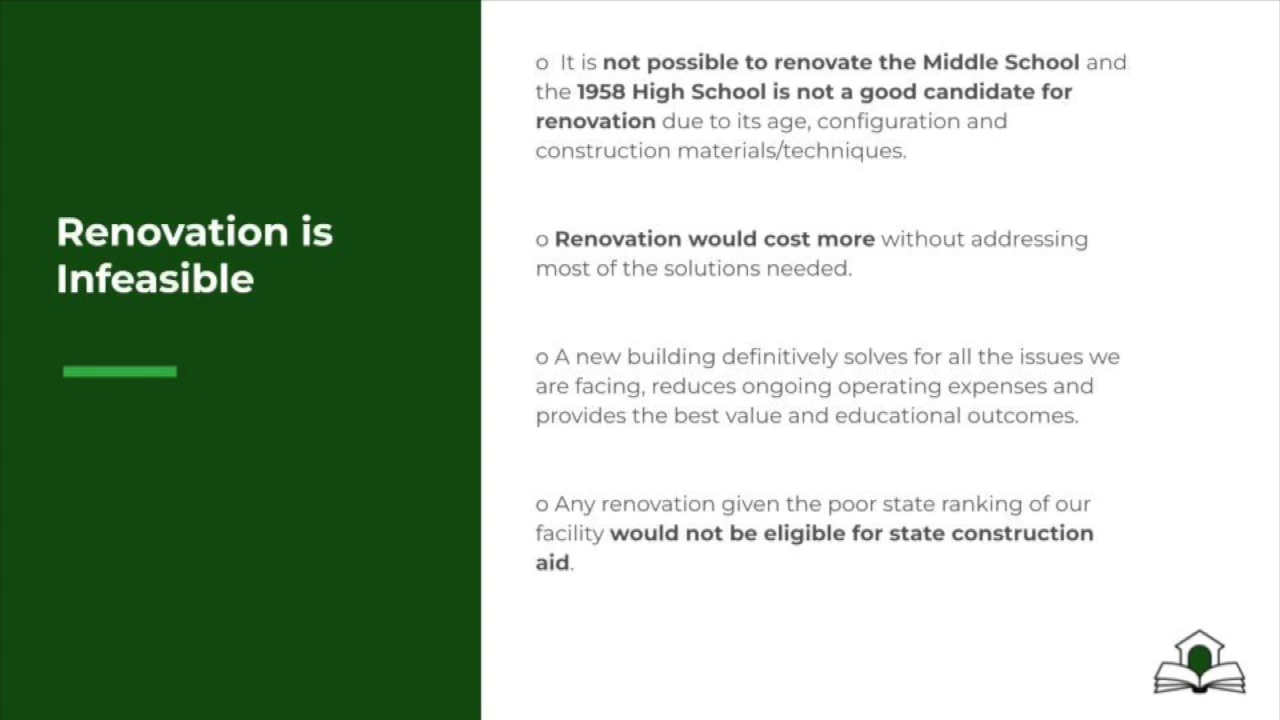 Renovation is
Infeasible
o It is not possible to renovate the Middle School and
the 1958 High School is not a good candidate for
renovation due to its age, configuration and
construction materials/techniques.
o Renovation would cost more without addressing
most of the solutions needed.
o A new building definitively solves for all the issues we
are facing, reduces ongoing operating expenses and
provides the best value and educational outcomes.
o Any renovation given the poor state ranking of our
facility would not be eligible for state construction
aid.